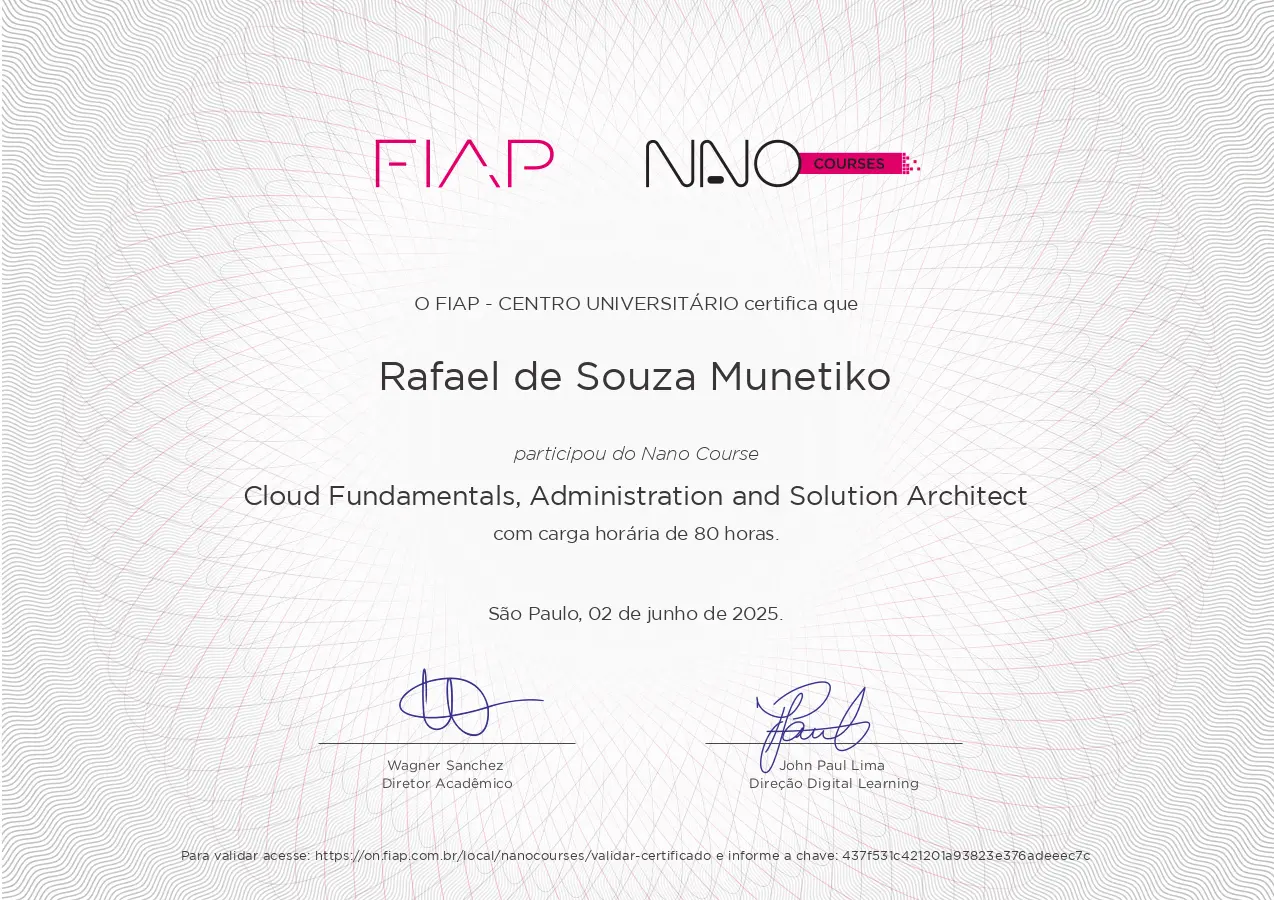 FIAP NANO COURSES
O FIAP - CENTRO UNIVERSITÁRIO certifica que
Rafael de Souza Munetiko
participou do Nano Course
Cloud Fundamentals, Administration and Solution Architect
com carga horária de 80 horas.
São Paulo, 02 de junho de 2025.
Wagner Sanchez
Diretor Acadêmico
John Paul Lima
Direção Digital Learning
Para validar acesse: https://on.fiap.com.br/local/nanocourses/validar-certificado e informe a chave: 437f531c421201a93823e376adeeec7c